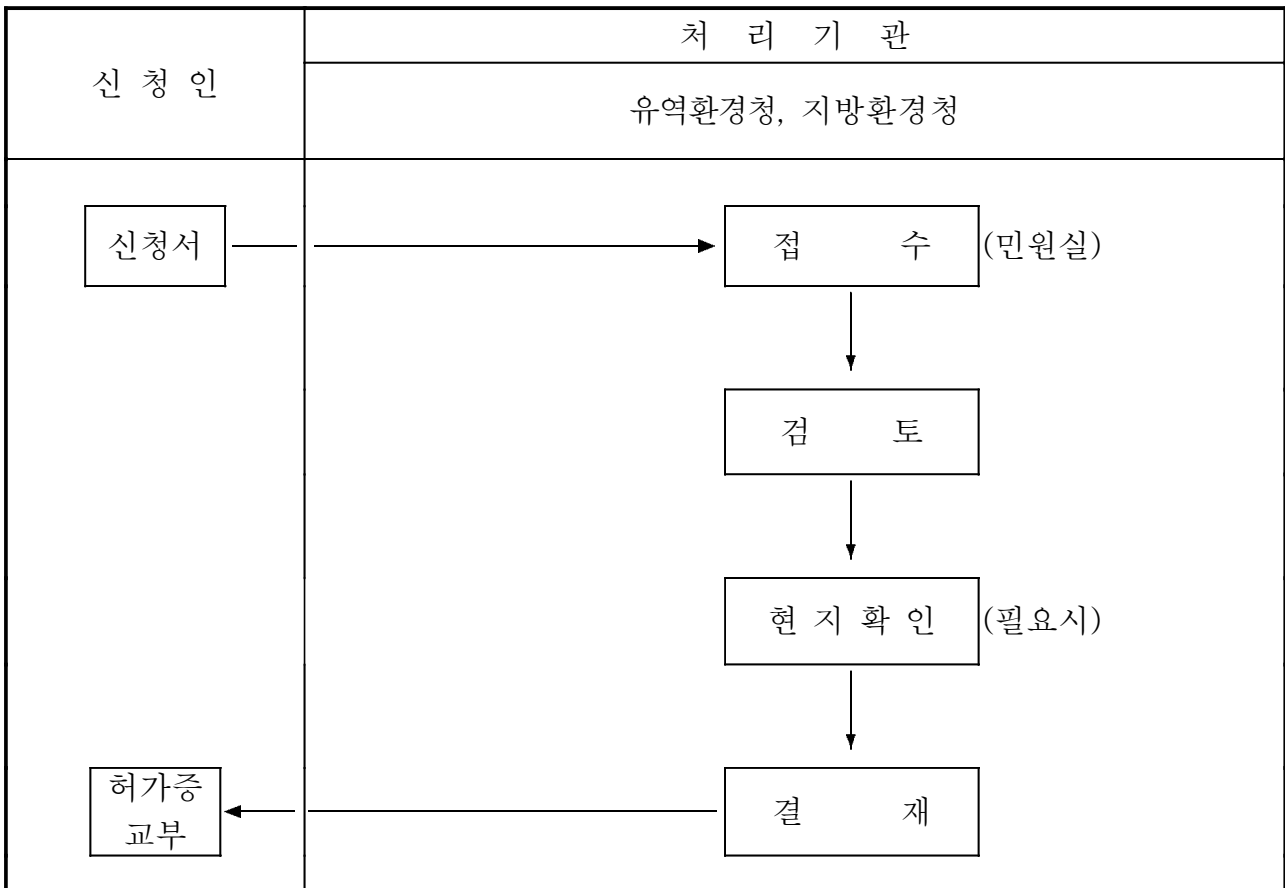 신 청 인
처 리 기 관
유역환경청, 지방환경청
신청서
접 수 (민원실)
검 토
현 지 확 인 (필요시)
허가증
교부
결 재